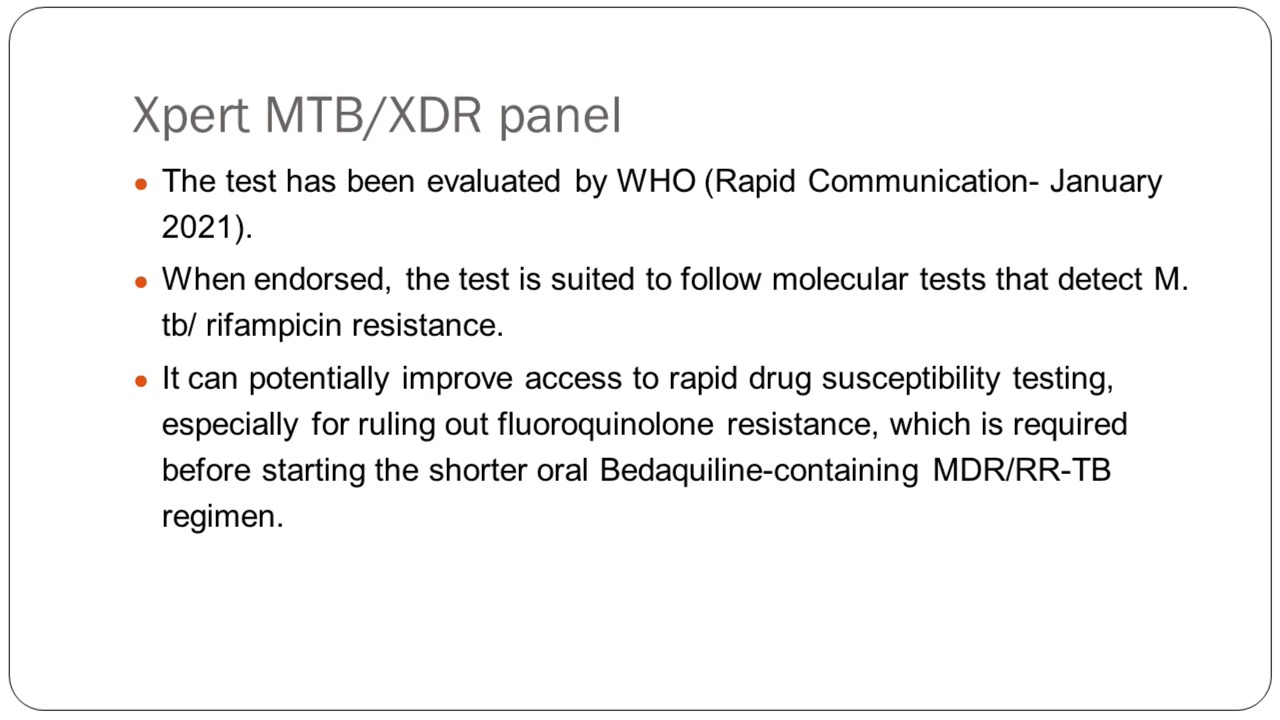 Xpert MTB/XDR panel
• The test has been evaluated by WHO (Rapid Communication- January
2021).
• When endorsed, the test is suited to follow molecular tests that detect M.
tb/ rifampicin resistance.
• It can potentially improve access to rapid drug susceptibility testing,
especially for ruling out fluoroquinolone resistance, which is required
before starting the shorter oral Bedaquiline-containing MDR/RR-TB
regimen.